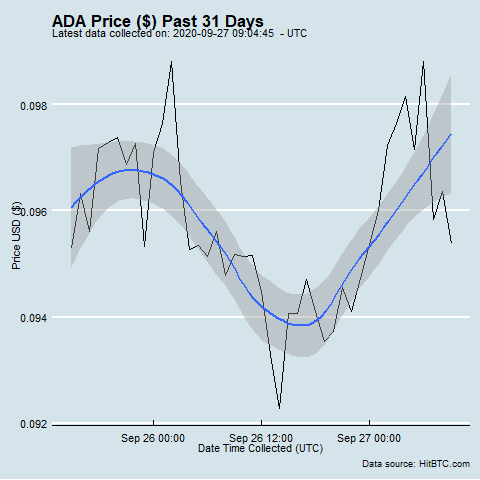 ADA Price ($) Past 31 Days
Latest data collected on: 2020-09-27 09:04:45  - UTC
0.098
0.096
0.094
0.092
Price USD ($)
Sep 26 00:00
Sep 26 12:00
Sep 27 00:00
Date Time Collected (UTC)
Data source: HitBTC.com